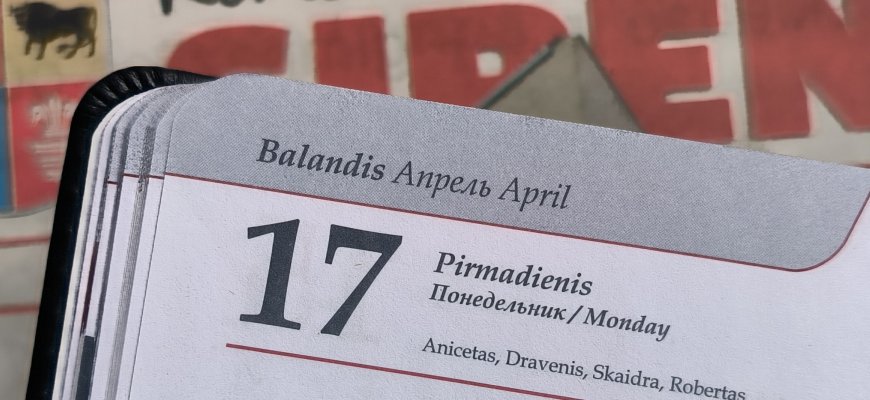 Balandis Апрель April
17
Pirmadienis
Понедельник / Monday
Anicetas, Dravenis, Skaidra, Robertas